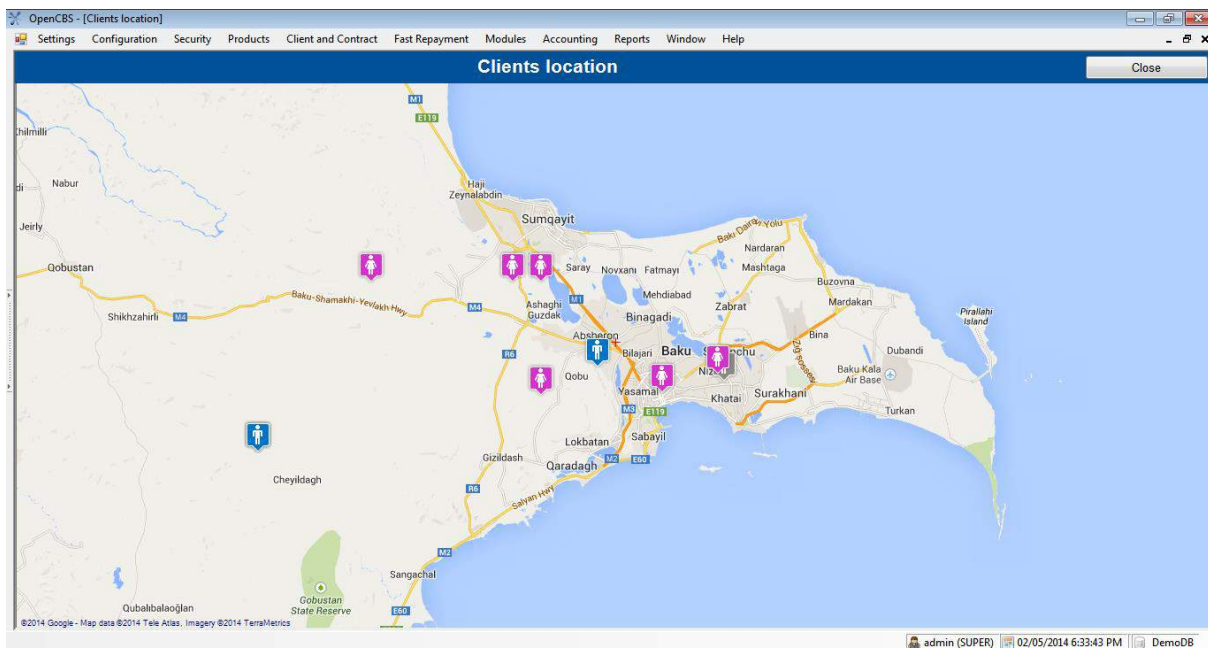 OpenCBS - [Clients location]
Settings Configuration Security Products Client and Contract Fast Repayment Modules Accounting Reports Window Help
Clients location
Close
M1
E119
Nabur
Haji
Zeynalabdin
Sumqayit
Jeirly
Baku Dairəvi Yolu
Nardaran
Qobustan
Saray Novxanı Fatmayı Mashtaga
Buzovna
Baku-Shamakhi-Yevlakh Hwy
Mehdiabad
Mardakan
Shikhzahirli
M4
M4
Ashaghi
Guzdak
M1
Binagadi
Zabrat
Pirallahi
Island
Absheron
Bina
R6
Bilajari
Baku
Dubandi
Qobu
Baku Kala
Air Base
Khatai
Surakhani
M3
E119
Turkan
Lokbatan
Sabayil
Gizildash
Qaradagh
M2
E60
Cheyildagh
R6
Salyan Hwy
M2
Sangachal
Gobustan
State Reserve
Qubalıbalaoğlan
E60
©2014 Google - Map data ©2014 Tele Atlas, Imagery ©2014 TerraMetrics
admin (SUPER) 02/05/2014 6:33:43 PM DemoDB